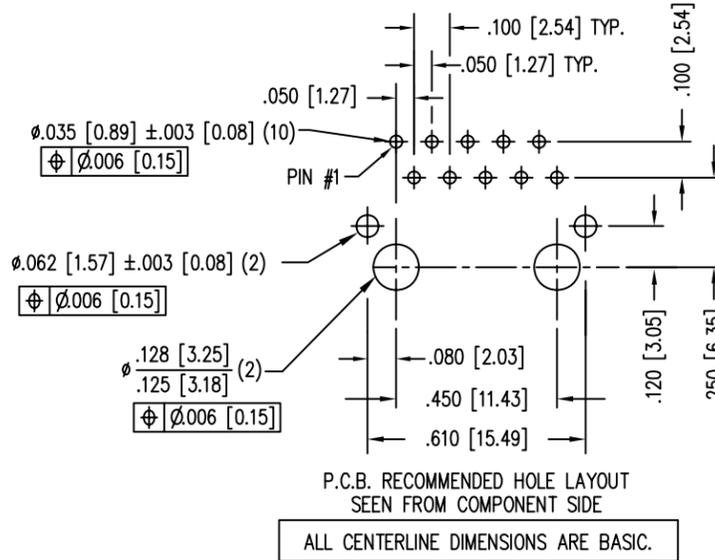 .100 [2.54] TYP.
.050 [1.27] TYP.
.100 [2.54]
.050 [1.27]
⌀.035 [0.89] ±.003 [0.08] (10)
⌖ ⌀.006 [0.15]
PIN #1
⌀.062 [1.57] ±.003 [0.08] (2)
⌖ ⌀.006 [0.15]
⌀ .128 [3.25]
.125 [3.18] (2)
⌖ ⌀.006 [0.15]
.080 [2.03]
.450 [11.43]
.610 [15.49]
.120 [3.05]
.250 [6.35]
P.C.B. RECOMMENDED HOLE LAYOUT
SEEN FROM COMPONENT SIDE
ALL CENTERLINE DIMENSIONS ARE BASIC.